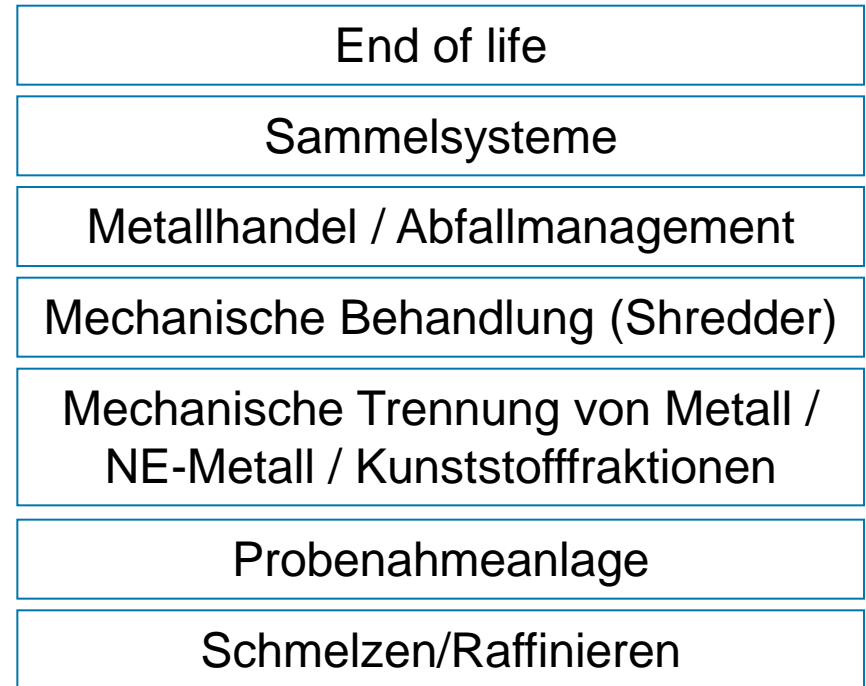 End of life
Sammelsysteme
Metallhandel / Abfallmanagement
Mechanische Behandlung (Shredder)
Mechanische Trennung von Metall /
NE-Metall / Kunststofffraktionen
Probenahmeanlage
Schmelzen/Raffinieren